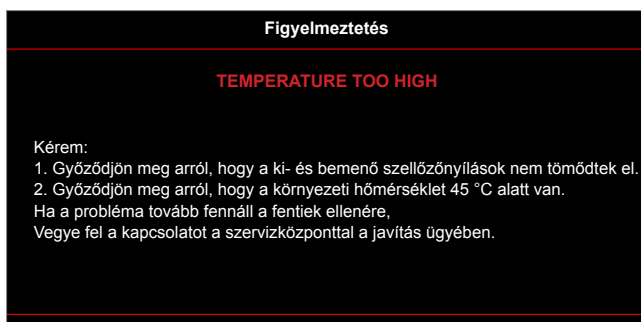 Figyelmeztetés
TEMPERATURE TOO HIGH
Kérem:
1. Győződjön meg arról, hogy a ki- és bemenő szellőzőnyílások nem tömődtek el.
2. Győződjön meg arról, hogy a környezeti hőmérséklet 45 °C alatt van.
Ha a probléma tovább fennáll a fentiek ellenére,
Vegye fel a kapcsolatot a szervizközponttal a javítás ügyében.